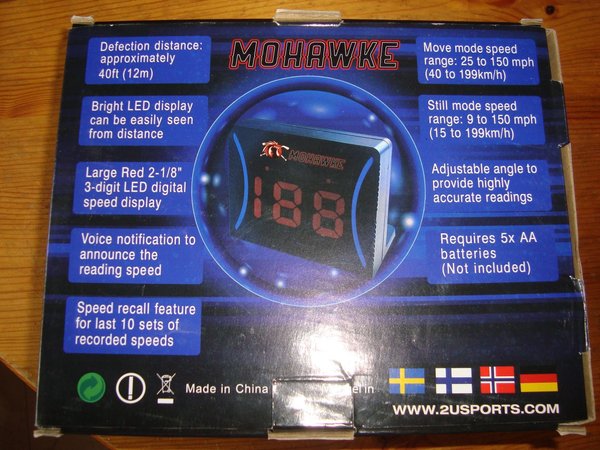 MOHAWKE
Defection distance:
approximately
40ft (12m)
Bright LED display
can be easily seen
from distance
Large Red 2-1/8"
3-digit LED digital
speed display
Voice notification to
announce the
reading speed
Speed recall feature
for last 10 sets of
recorded speeds
MOHAWKE
188
Move mode speed
range: 25 to 150 mph
(40 to 199km/h)
Still mode speed
range: 9 to 150 mph
(15 to 199km/h)
Adjustable angle to
provide highly
accurate readings
Requires 5x AA
batteries
(Not included)
Made in China
WWW.2USPORTS.COM